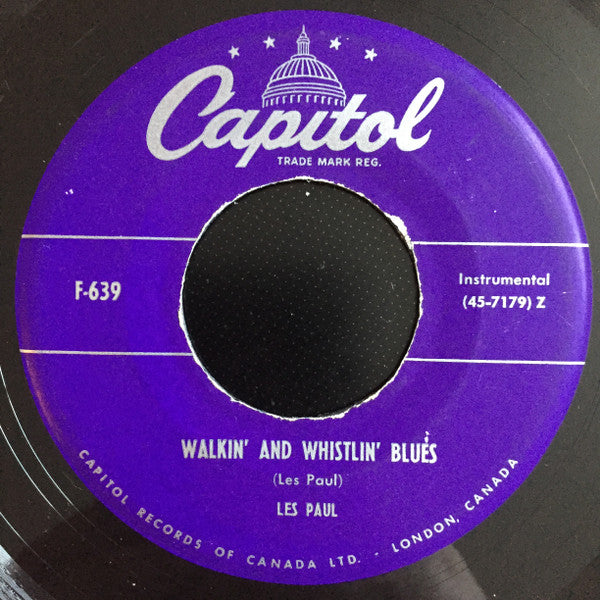 Capitol
TRADE MARK REG.
F-639
Instrumental
(45-7179) Z
WALKIN' AND WHISTLIN' BLUES
(Les Paul)
LES PAUL
CAPITOL RECORDS OF CANADA LTD. - LONDON, CANADA